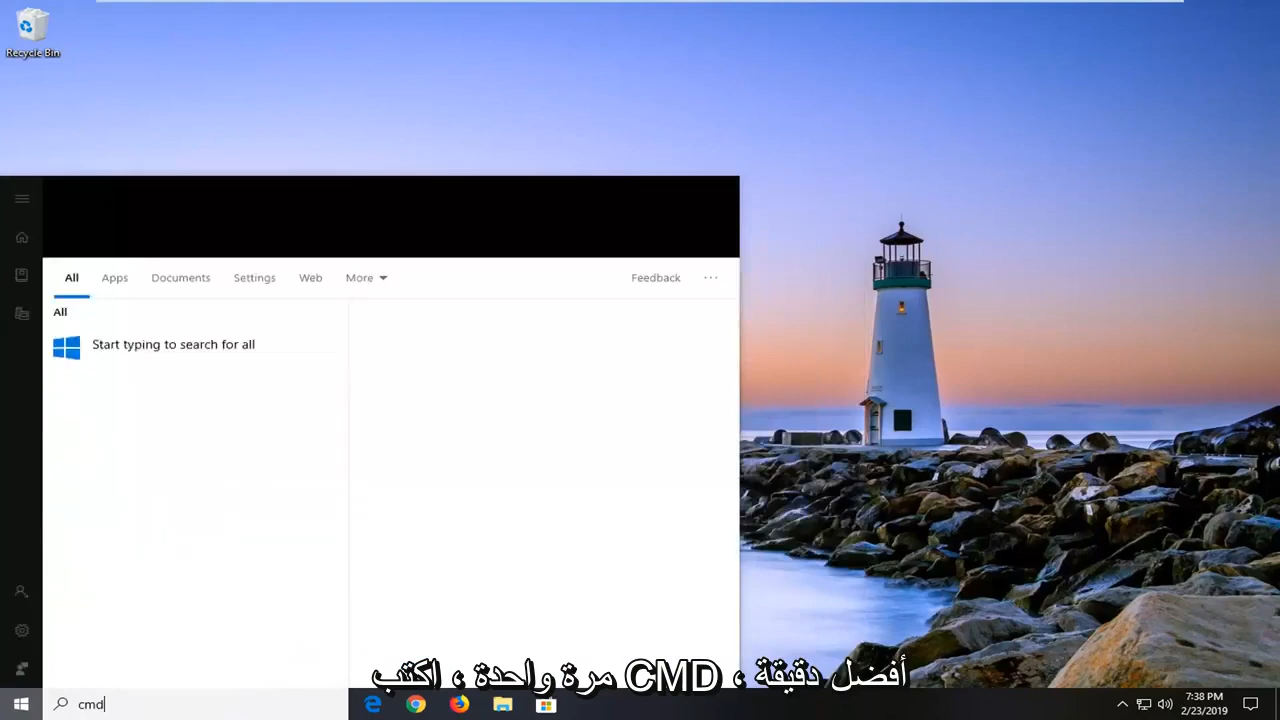 Recycle Bin
All Apps Documents Settings Web More Feedback ...
All
Start typing to search for all
أفضل دقيقة ، CMD مرة واحدة ، اكتب
cmd
7:38 PM
2/23/2019